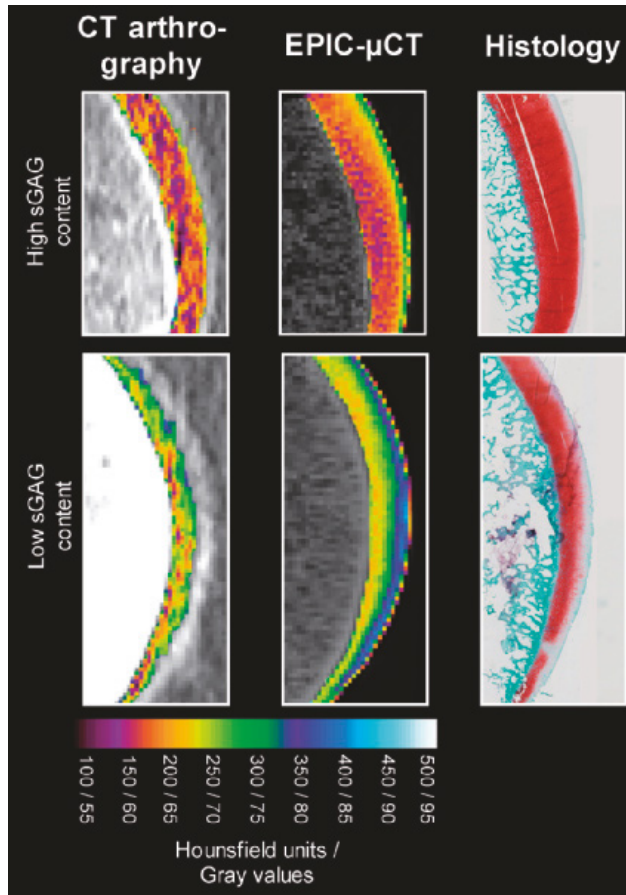 CT arthro-
graphy
EPIC-µCT
Histology
High sGAG
content
Low sGAG
content
100 / 55
150 / 60
200 / 65
250 / 70
300 / 75
350 / 80
400 / 85
450 / 90
500 / 95
Hounsfield units /
Gray values